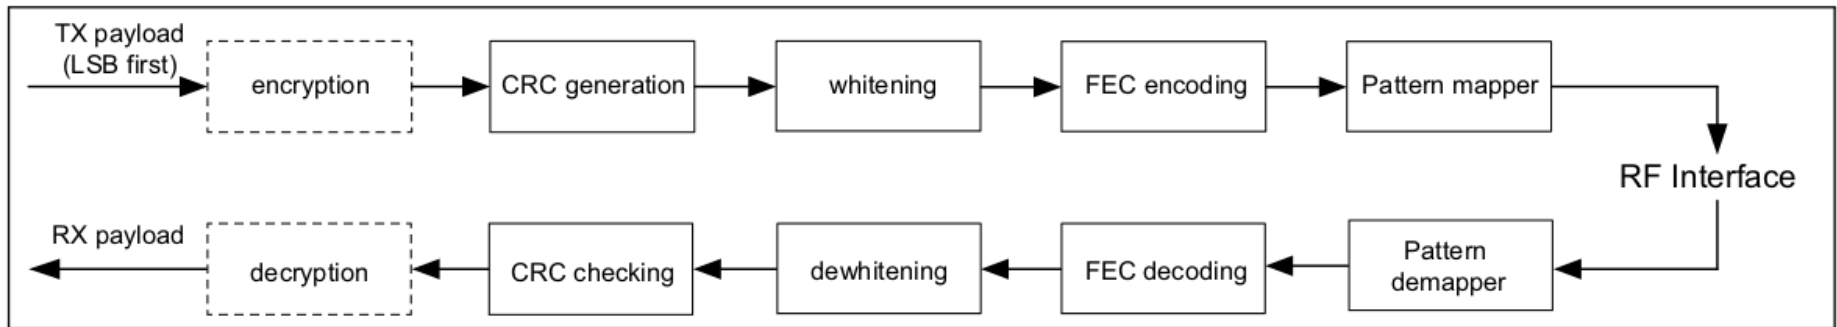 TX payload
(LSB first)
encryption
CRC generation
whitening
FEC encoding
Pattern mapper
RF Interface
RX payload
decryption
CRC checking
dewhitening
FEC decoding
Pattern
demapper